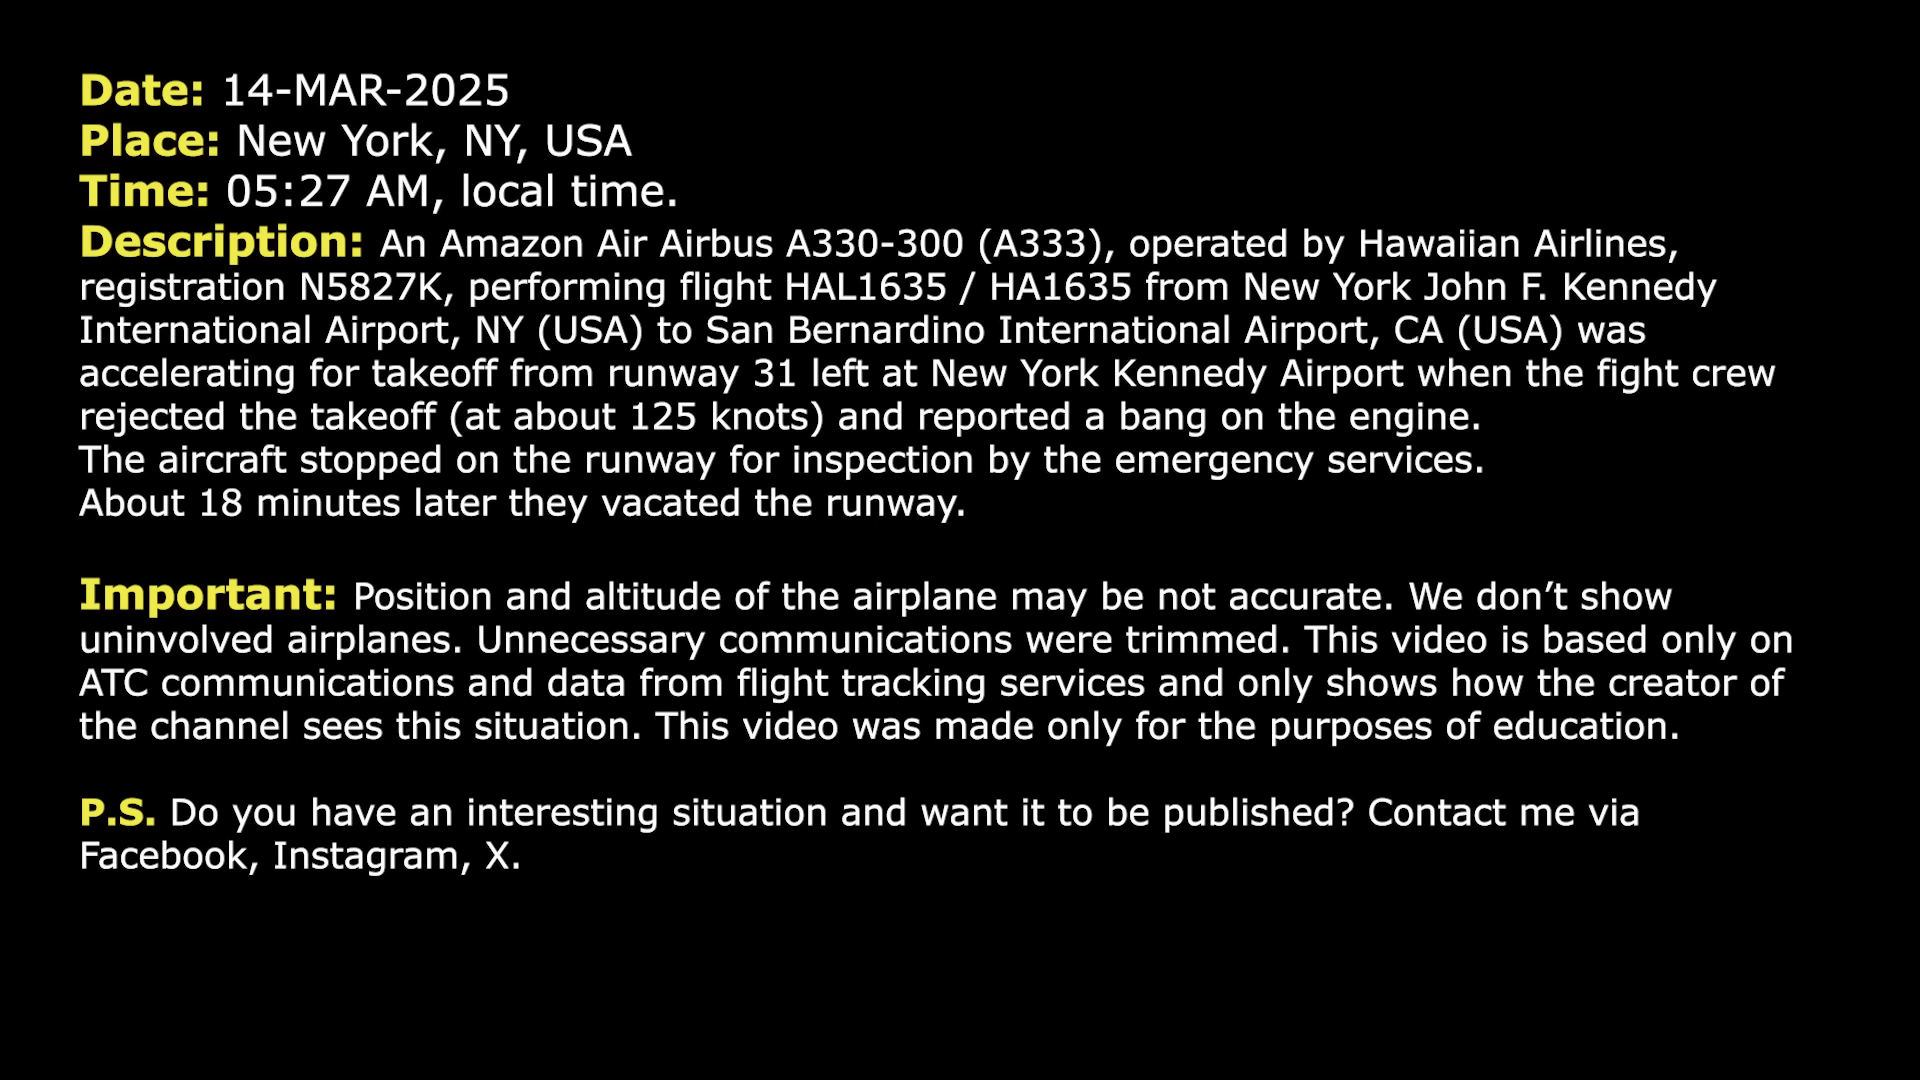 Date: 14-MAR-2025
Place: New York, NY, USA
Time: 05:27 AM, local time.
Description: An Amazon Air Airbus A330-300 (A333), operated by Hawaiian Airlines,
registration N5827K, performing flight HAL1635 / HA1635 from New York John F. Kennedy
International Airport, NY (USA) to San Bernardino International Airport, CA (USA) was
accelerating for takeoff from runway 31 left at New York Kennedy Airport when the fight crew
rejected the takeoff (at about 125 knots) and reported a bang on the engine.
The aircraft stopped on the runway for inspection by the emergency services.
About 18 minutes later they vacated the runway.
Important: Position and altitude of the airplane may be not accurate. We don’t show
uninvolved airplanes. Unnecessary communications were trimmed. This video is based only on
ATC communications and data from flight tracking services and only shows how the creator of
the channel sees this situation. This video was made only for the purposes of education.
P.S. Do you have an interesting situation and want it to be published? Contact me via
Facebook, Instagram, X.